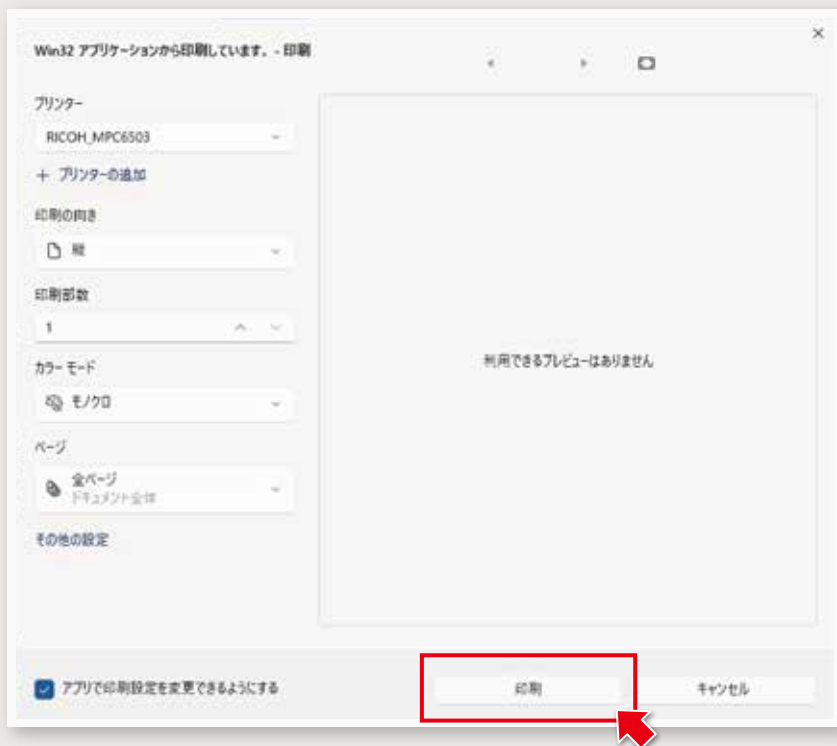 Win32 アプリケーションから印刷しています。 - 印刷
プリンター
RICOH_MPC6503
+ プリンターの追加
印刷の向き
縦
印刷部数
1
カラー モード
モノクロ
ページ
全ページ
ドキュメント全体
その他の設定
利用できるプレビューはありません
アプリで印刷設定を変更できるようにする
印刷
キャンセル